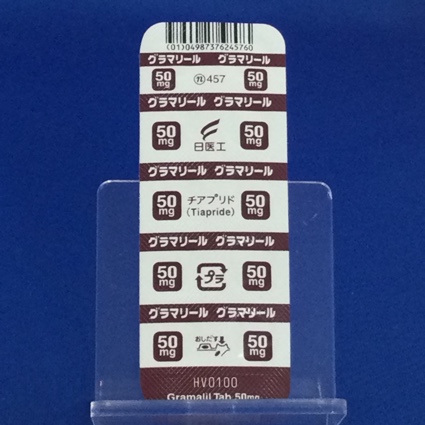 (01)04987376245760
グラマリール グラマリール
50 mg ⓝ457 50 mg
グラマリール グラマリール
50 mg 日医工 50 mg
グラマリール グラマリール
50 mg チアプリド 50 mg
(Tiapride)
グラマリール グラマリール
50 mg プラ 50 mg
グラマリール グラマリール
50 mg おしだす 50 mg
HV0100
Gramalil Tab.50mg